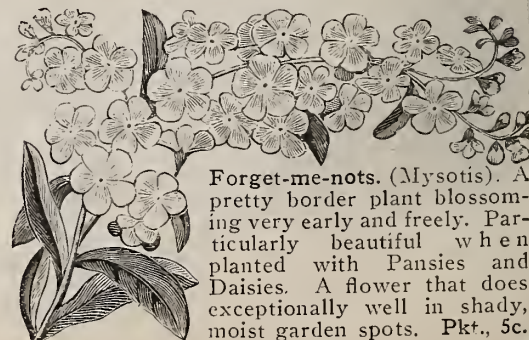 Forget-me-nots. (Mysotis). A
pretty border plant blossom-
ing very early and freely. Par-
ticularly beautiful when
planted with Pansies and
Daisies. A flower that does
exceptionally well in shady,
moist garden spots. Pkt., 5c.